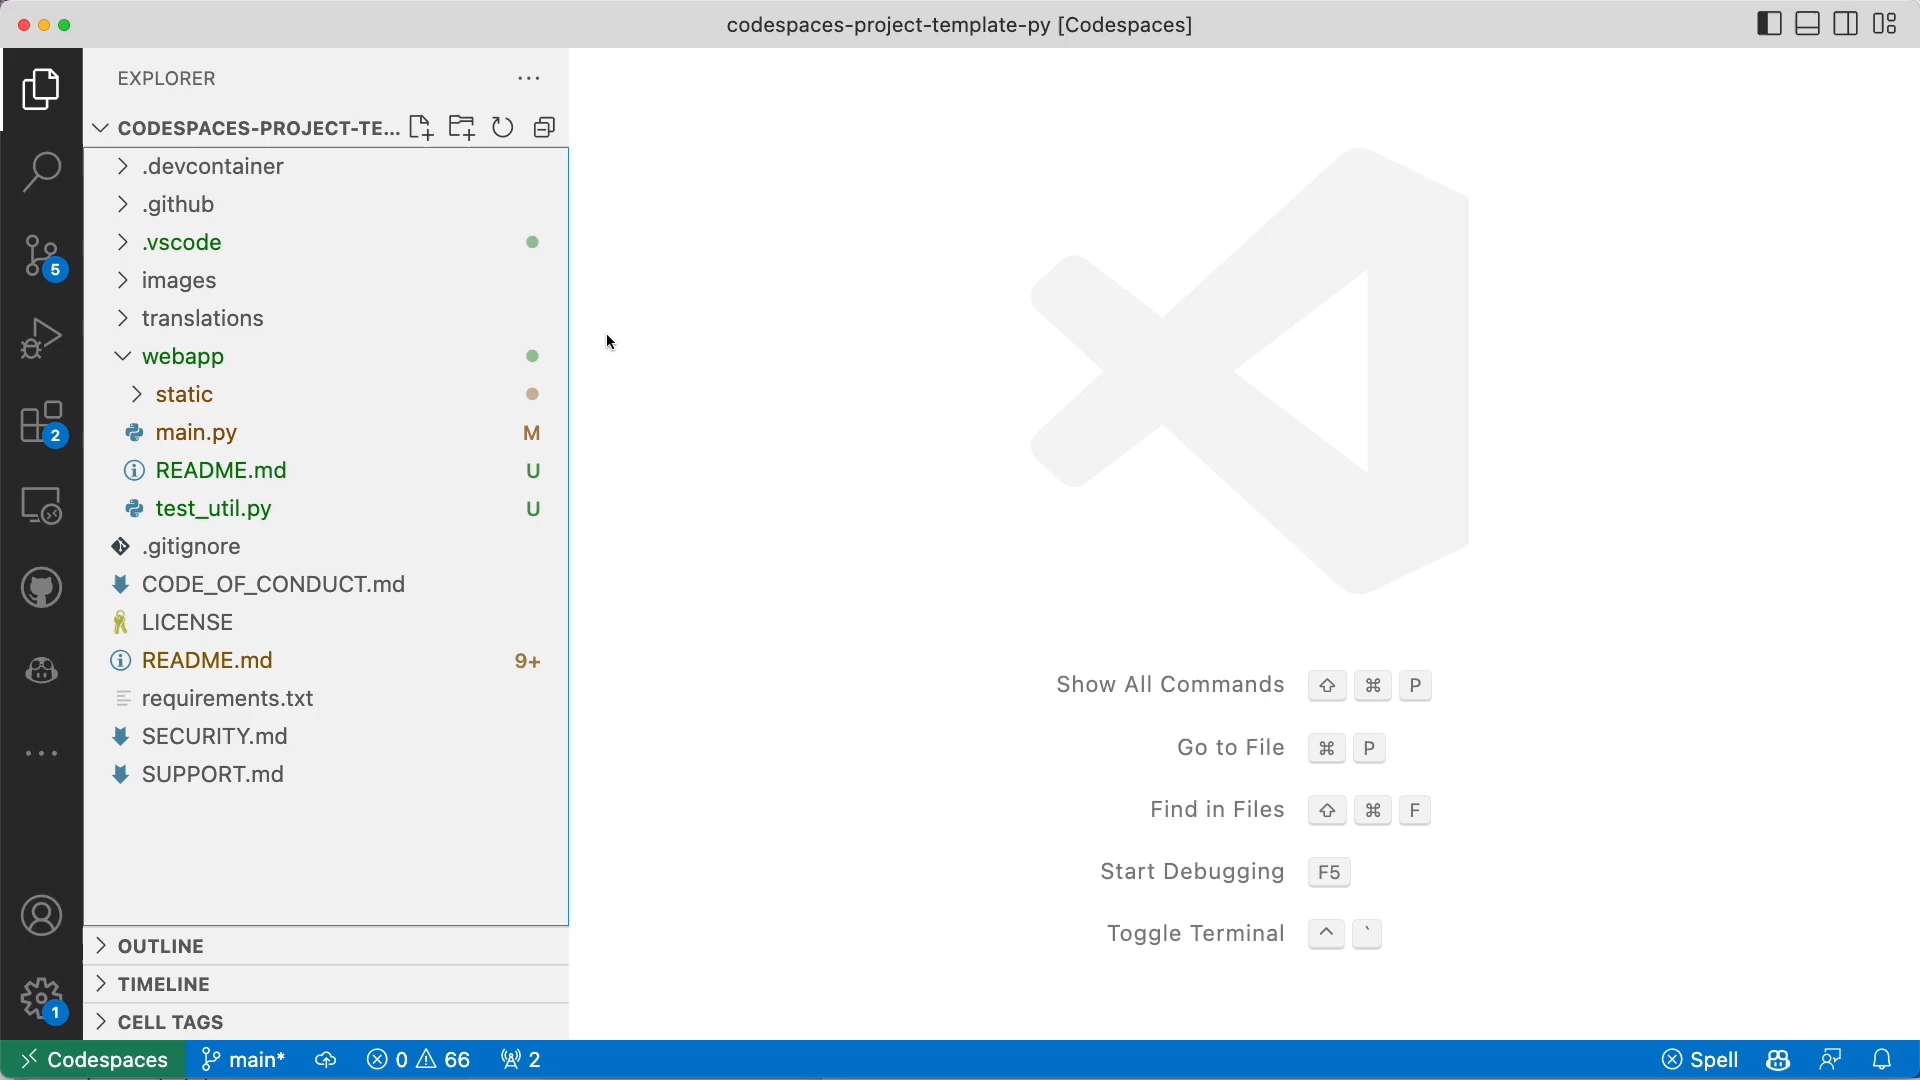 codespaces-project-template-py [Codespaces]
EXPLORER
CODESPACES-PROJECT-TE...
.devcontainer
.github
.vscode
images
translations
webapp
static
main.py M
README.md U
test_util.py U
.gitignore
CODE_OF_CONDUCT.md
LICENSE
README.md 9+
requirements.txt
SECURITY.md
SUPPORT.md
OUTLINE
TIMELINE
CELL TAGS
5
2
1
Show All Commands ⇧ ⌘ P
Go to File ⌘ P
Find in Files ⇧ ⌘ F
Start Debugging F5
Toggle Terminal ^ `
Codespaces main* 0 66 2 Spell